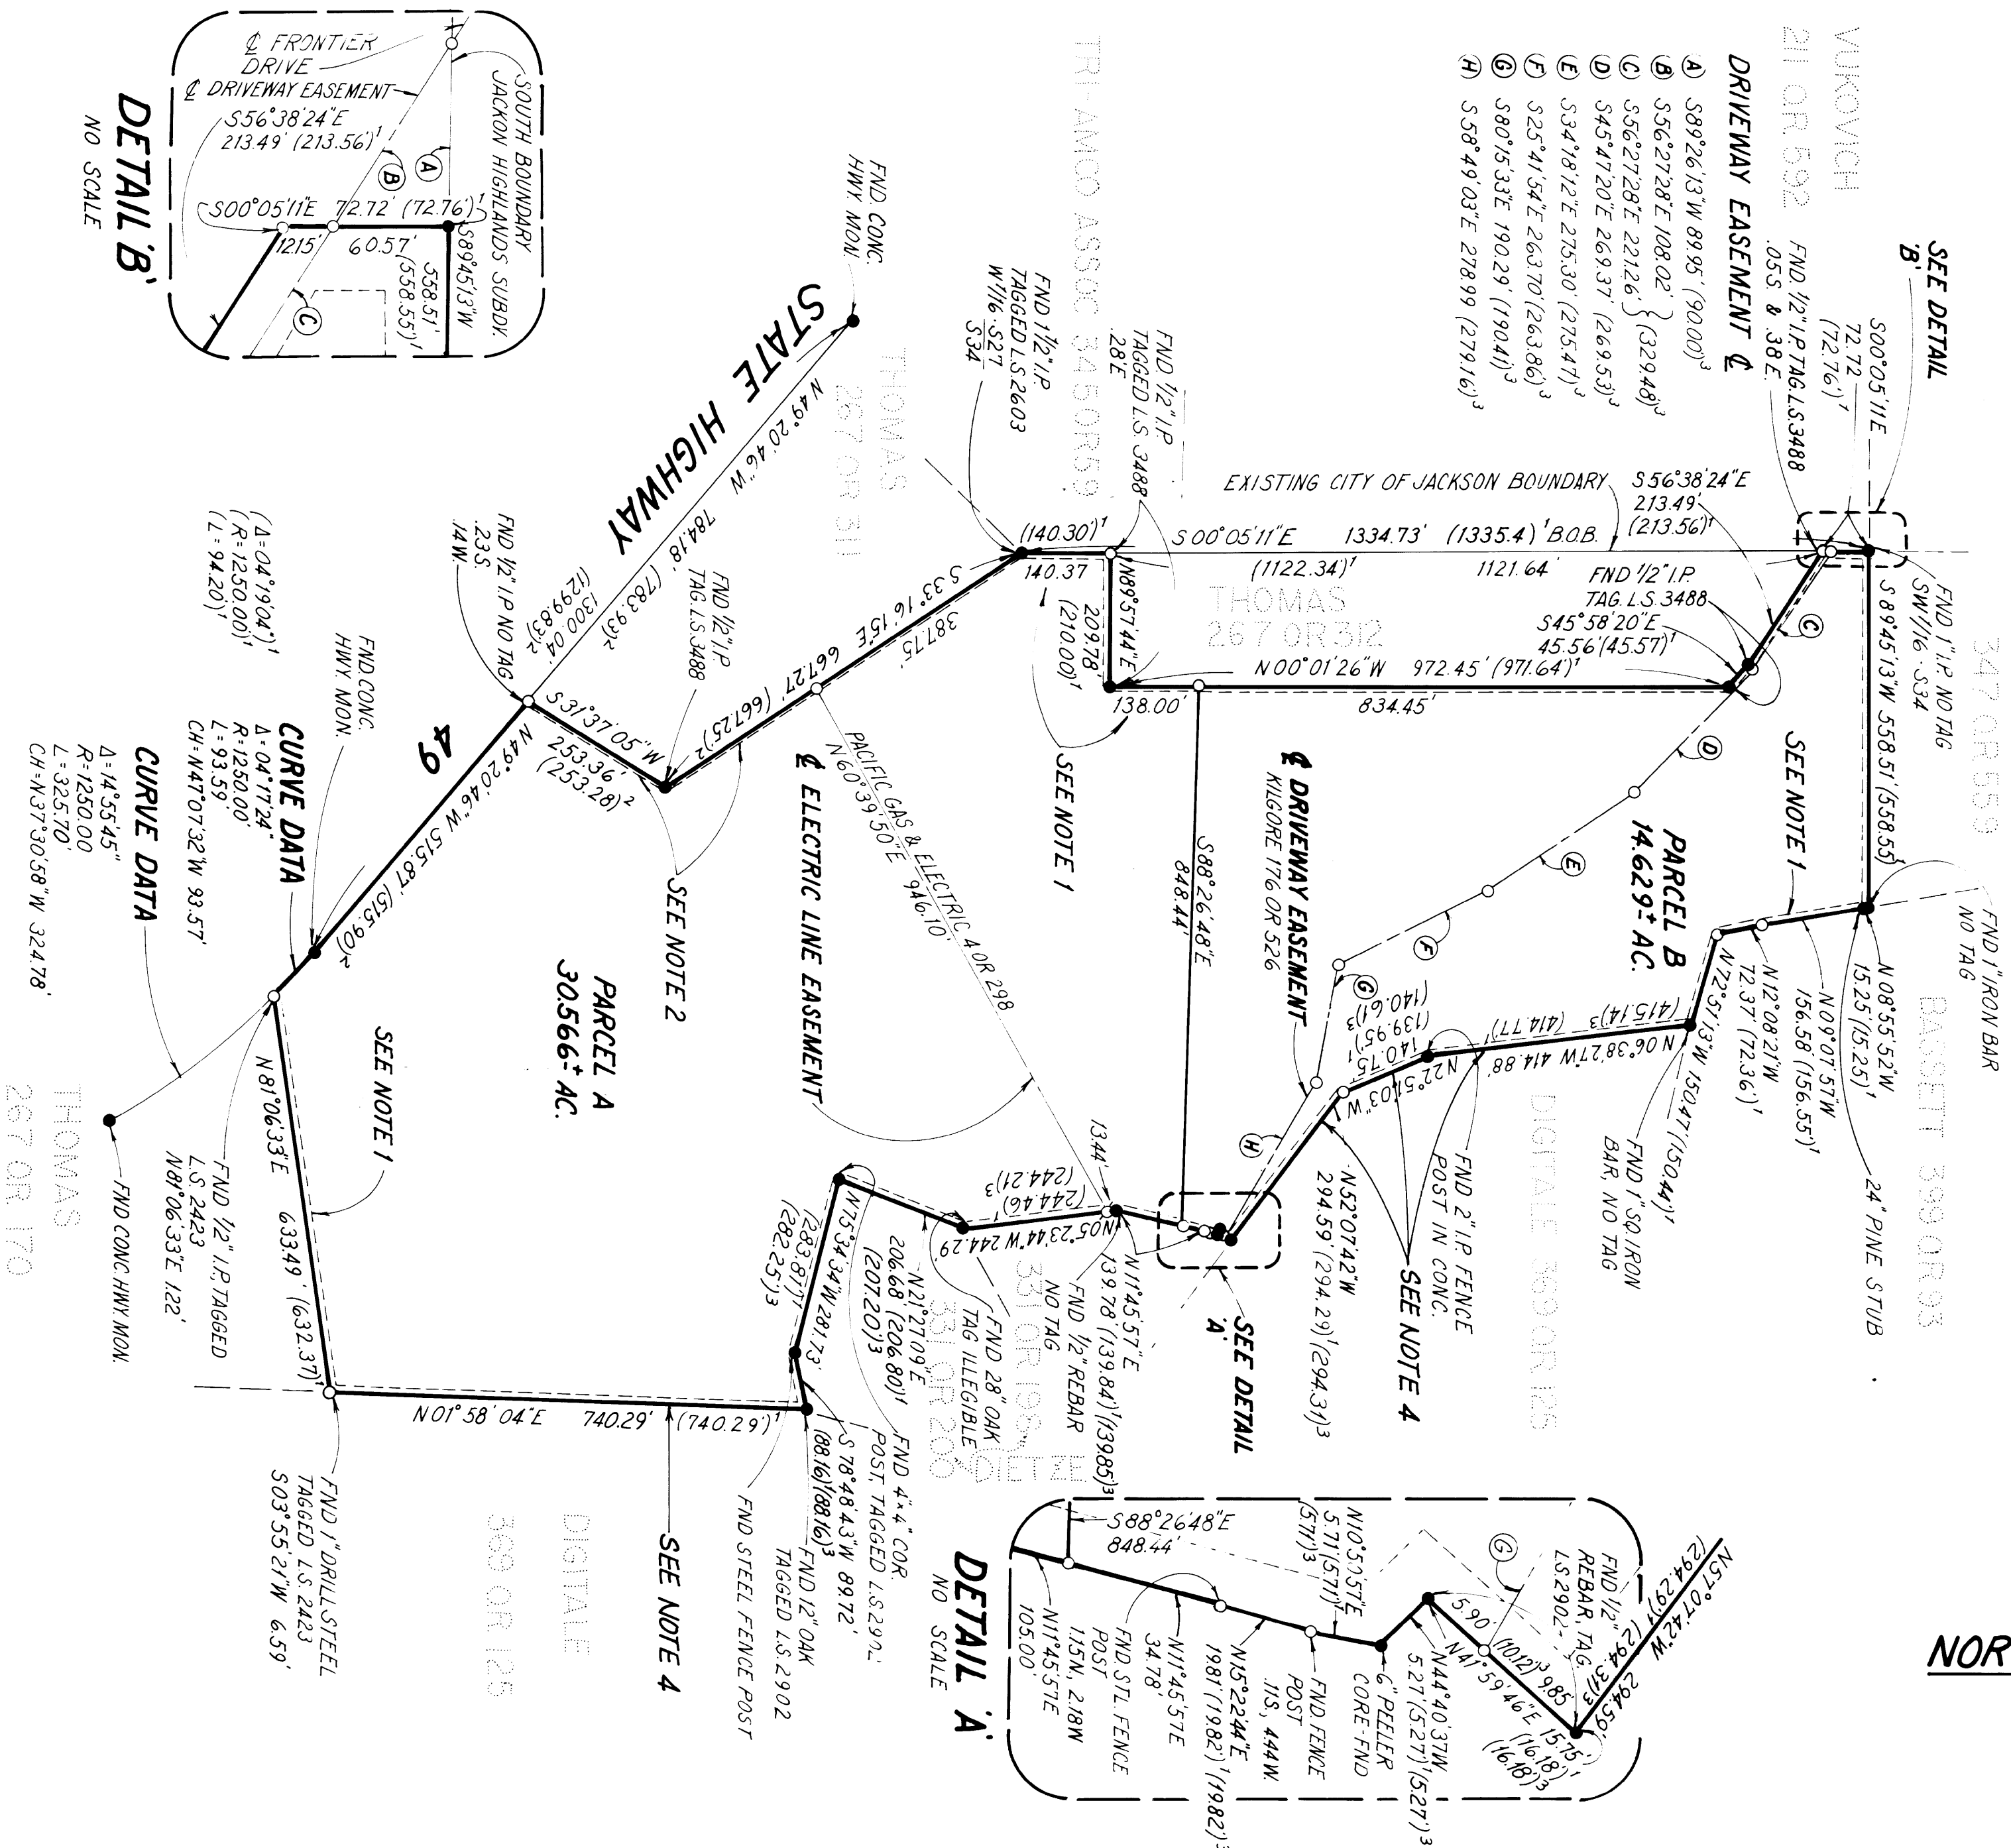 VUKOVICH
211 OR 592
DRIVEWAY EASEMENT ℄
Ⓐ S89°26'13"W 89.95' (90.00)³
Ⓑ S56°27'28"E 108.02'
Ⓒ S56°27'28"E 221.26' } (329.48)³
Ⓓ S45°47'20"E 269.37' (269.53)³
Ⓔ S34°18'12"E 275.30' (275.47)³
Ⓕ S25°41'54"E 263.70' (263.86)³
Ⓖ S80°15'33"E 190.29' (190.41)³
Ⓗ S58°49'03"E 278.99 (279.16)³
SEE DETAIL
'B'
S00°05'11"E
72.72
(72.76)¹
FND. 1/2" I.P. TAG.L.S.3488
.05S. & .38E.
FND 1" I.P. NO TAG
SW 1/16 · S34
347 OR 559
S89°45'13"W 558.51' (558.55)¹
FND 1" IRON BAR
NO TAG
BASSET 399 OR 93
N08°55'52"W
15.25' (15.25)¹
24" PINE STUB
N09°07'57"W
156.58' (156.55)¹
N12°08'21"W
72.37' (72.36)¹
N72°51'13"W 150.47' (150.44)¹
FND 1" SQ. IRON
BAR, NO TAG
N06°38'27"W 414.88'
(414.77)¹ (415.14)³
DIGITALE 369 OR 125
FND 2" I.P. FENCE
POST IN CONC.
N22°51'03"W
140.75'
(139.95)¹
(140.61)³
N52°07'42"W
294.59' (294.29)¹ (294.31)³
SEE NOTE 4
SEE DETAIL
'A'
SEE NOTE 1
PARCEL B
14.629± AC.
℄ DRIVEWAY EASEMENT
KILGORE 176 OR 526
Ⓒ
Ⓓ
Ⓔ
Ⓕ
Ⓖ
Ⓗ
EXISTING CITY OF JACKSON BOUNDARY
S56°38'24"E
213.49'
(213.56)¹
S00°05'11"E 1334.73' (1335.4)¹ B.O.B.
(1122.34)¹ 1121.64'
FND 1/2" I.P.
TAG. L.S. 3488
S45°58'20"E
45.56' (45.57)¹
THOMAS
267 OR 312
N00°01'26"W 972.45' (971.64)¹
834.45'
138.00'
(140.30)¹
140.37
N89°57'44"E
209.78
(210.00)¹
SEE NOTE 1
S88°26'48"E
848.44'
TRI-AMCO ASSOC 345 OR 59
FND 1/2" I.P.
TAGGED L.S. 3488
.28'E
FND 1 1/2" I.P.
TAGGED L.S.2603
W 1/16 · S27
S34
THOMAS
267 OR 311
S33°16'15"E
387.75'
667.27' (667.25)²
FND 1/2" I.P.
TAG. L.S.3488
S31°37'05"W
253.36'
(253.28)²
SEE NOTE 2
PACIFIC GAS & ELECTRIC 4 OR 298
N60°39'50"E 946.10'
℄ ELECTRIC LINE EASEMENT
FND. CONC.
HWY. MON.
STATE HIGHWAY
49
N49°20'46"W 784.18' (783.93)²
1300.04'
(1299.83)²
FND 1/2" I.P. NO TAG
.23S
.14W.
N49°20'46"W 515.87' (515.90)²
FND CONC.
HWY. MON.
(Δ=04°19'04")¹
(R=1250.00)¹
(L=94.20')¹
CURVE DATA
Δ=04°17'24"
R=1250.00'
L=93.59'
CH=N47°07'32"W 93.57'
CURVE DATA
Δ=14°55'45"
R=1250.00
L=325.70'
CH=N37°30'58"W 324.78'
PARCEL A
30.566± AC.
SEE NOTE 1
N81°06'33"E 633.49' (632.37)¹
FND 1/2" I.P. TAGGED
L.S. 2423
N81°06'33"E 1.22'
FND CONC. HWY. MON.
THOMAS
267 OR 170
N01°58'04"E 740.29' (740.29')¹
FND 1" DRILL STEEL
TAGGED L.S. 2423
S03°55'21"W 6.59'
SEE NOTE 4
DIGITALE
369 OR 125
FND STEEL FENCE POST
FND 12" OAK
TAGGED L.S. 2902
S78°48'43"W 89.72'
(88.16)¹ (88.16)³
FND 4"x4" COR.
POST, TAGGED L.S.2902
N75°34'34"W 281.73'
(283.81)¹
(282.25)³
N21°27'09"E
206.68' (206.80)¹
(207.20)³
FND 28" OAK
TAG ILLEGIBLE
331 OR 198
331 OR 200
DIETZE
N05°23'44"W 244.29
(244.46)¹
(244.21)³
13.44'
FND 1/2" REBAR
NO TAG
N11°45'57"E
139.78' (139.84)¹ (139.85)³
DETAIL 'B'
NO SCALE
℄ FRONTIER
DRIVE
℄ DRIVEWAY EASEMENT
S56°38'24"E
213.49' (213.56)¹
SOUTH BOUNDARY
JACKON HIGHLANDS SUBDV.
Ⓐ
Ⓑ
Ⓒ
S00°05'11"E 72.72' (72.76')¹
12.15' 60.57'
S89°45'13"W
558.51'
(558.55')¹
DETAIL 'A'
NO SCALE
N57°07'42"W 294.59'
(294.29)¹ (294.31)³
FND 1/2"
REBAR, TAG.
L.S.2902
Ⓖ
5.90' (10.12)³ 9.85
N41°59'46"E 15.75'
(16.18)¹
(16.18)³
N44°40'37"W
5.27' (5.27)¹ (5.27')³
6" PEELER
CORE-FND
N10°50'57"E
5.71' (5.71)¹
(5.71')³
FND. FENCE
POST
.11S., 4.44W.
N15°22'44"E
19.81' (19.82')¹ (19.82')³
N11°45'57E
34.78'
FND. STL. FENCE
POST
1.15N, 2.18W
N11°45'57E
105.00'
S88°26'48"E
848.44'
NOR